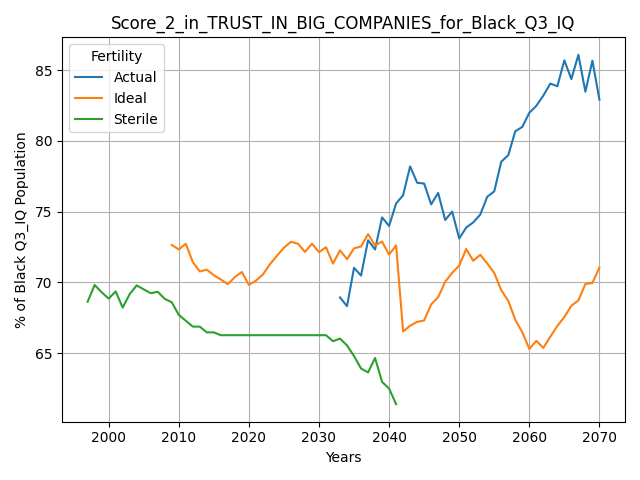 Score_2_in_TRUST_IN_BIG_COMPANIES_for_Black_Q3_IQ
Fertility
Actual
Ideal
Sterile
% of Black Q3_IQ Population
85
80
75
70
65
2000
2010
2020
2030
2040
2050
2060
2070
Years